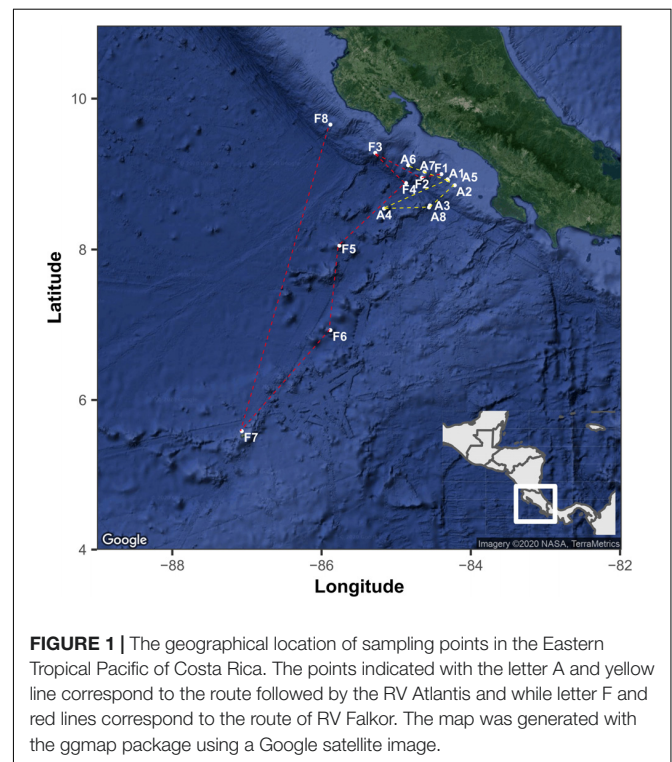 10
8
6
4
Latitude
F8
F3
A6
A7
F1
A1
A5
F2
F4
A2
A3
A4
A8
F5
F6
F7
Google
Imagery ©2020 NASA, TerraMetrics
−88
−86
−84
−82
Longitude
FIGURE 1 | The geographical location of sampling points in the Eastern
Tropical Pacific of Costa Rica. The points indicated with the letter A and yellow
line correspond to the route followed by the RV Atlantis and while letter F and
red lines correspond to the route of RV Falkor. The map was generated with
the ggmap package using a Google satellite image.